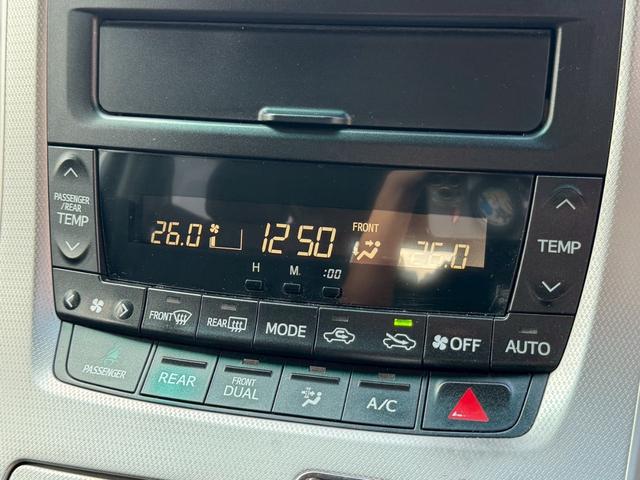 PASSENGER
/REAR
TEMP
26.0
12:50
FRONT
26.0
TEMP
H
M.
:00
FRONT
REAR
MODE
OFF
AUTO
PASSENGER
REAR
FRONT
DUAL
A/C